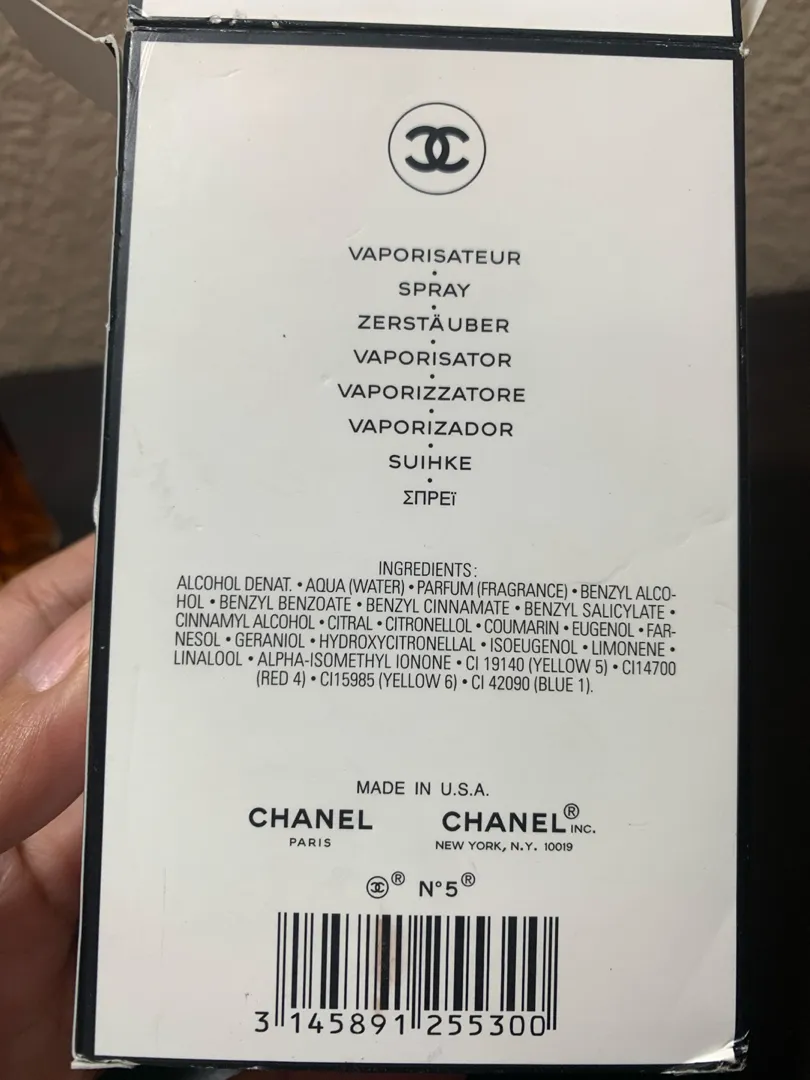 VAPORISATEUR
•
SPRAY
•
ZERSTÄUBER
•
VAPORISATOR
•
VAPORIZZATORE
•
VAPORIZADOR
•
SUIHKE
•
ΣΠΡΕϊ
INGREDIENTS:
ALCOHOL DENAT. • AQUA (WATER) • PARFUM (FRAGRANCE) • BENZYL ALCO-
HOL • BENZYL BENZOATE • BENZYL CINNAMATE • BENZYL SALICYLATE •
CINNAMYL ALCOHOL • CITRAL • CITRONELLOL • COUMARIN • EUGENOL • FAR-
NESOL • GERANIOL • HYDROXYCITRONELLAL • ISOEUGENOL • LIMONENE •
LINALOOL • ALPHA-ISOMETHYL IONONE • CI 19140 (YELLOW 5) • CI14700
(RED 4) • CI15985 (YELLOW 6) • CI 42090 (BLUE 1).
MADE IN U.S.A.
CHANEL CHANEL® INC.
PARIS NEW YORK, N.Y. 10019
® N°5®
3 145891 255300